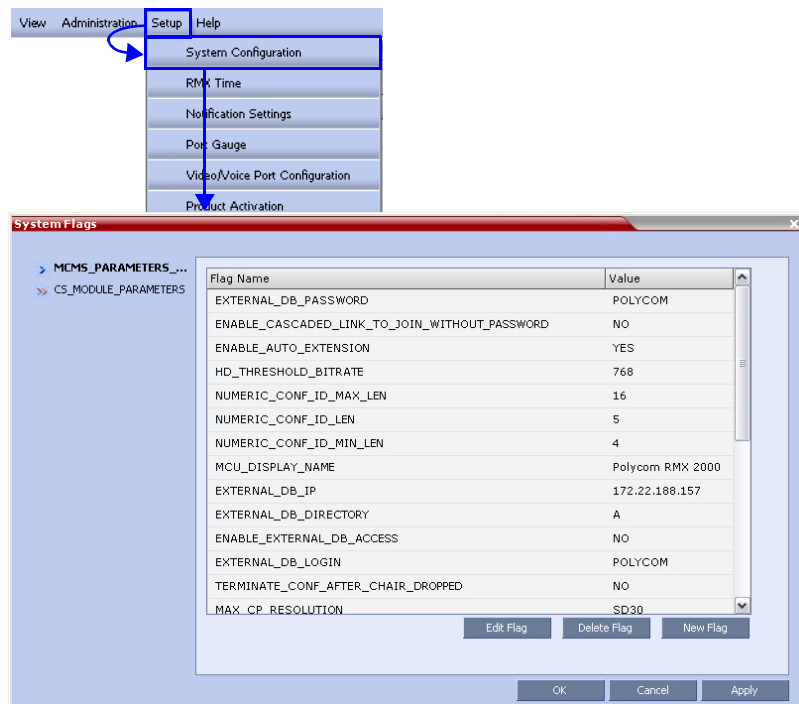 View Administration Setup Help
System Configuration
RMX Time
Notification Settings
Port Gauge
Video/Voice Port Configuration
Product Activation
System Flags
MCMS_PARAMETERS_...
CS_MODULE_PARAMETERS
Flag Name Value
EXTERNAL_DB_PASSWORD POLYCOM
ENABLE_CASCADED_LINK_TO_JOIN_WITHOUT_PASSWORD NO
ENABLE_AUTO_EXTENSION YES
HD_THRESHOLD_BITRATE 768
NUMERIC_CONF_ID_MAX_LEN 16
NUMERIC_CONF_ID_LEN 5
NUMERIC_CONF_ID_MIN_LEN 4
MCU_DISPLAY_NAME Polycom RMX 2000
EXTERNAL_DB_IP 172.22.188.157
EXTERNAL_DB_DIRECTORY A
ENABLE_EXTERNAL_DB_ACCESS NO
EXTERNAL_DB_LOGIN POLYCOM
TERMINATE_CONF_AFTER_CHAIR_DROPPED NO
MAX_CP_RESOLUTION SD30
Edit Flag Delete Flag New Flag
OK Cancel Apply